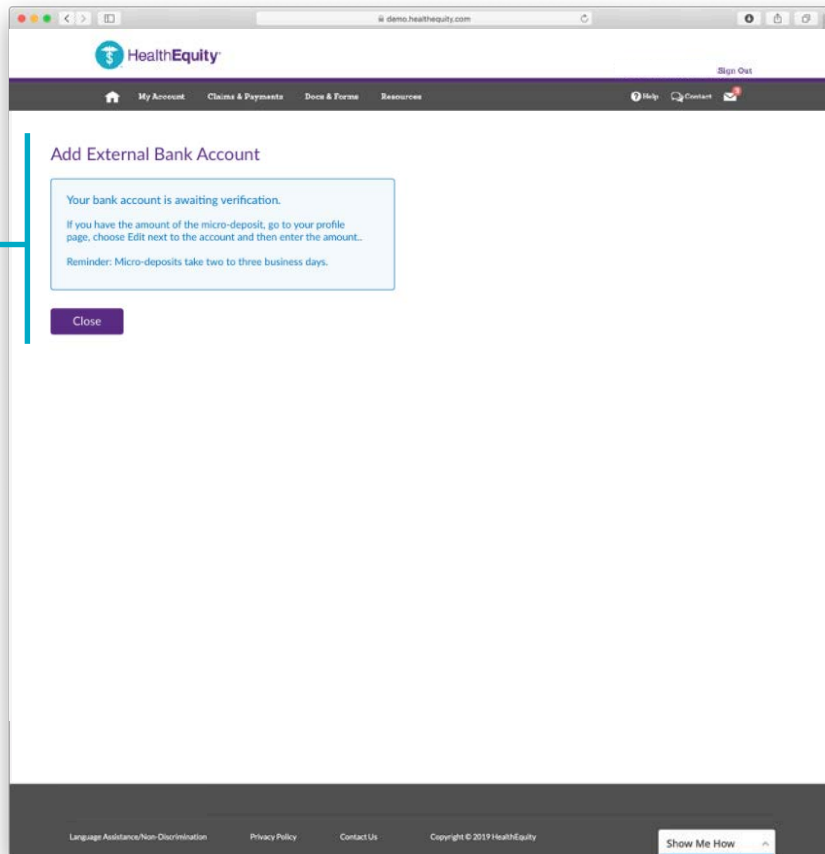 demo.healthequity.com
HealthEquity
Sign Out
My Account Claims & Payments Docs & Forms Resources Help Contact
Add External Bank Account
Your bank account is awaiting verification.
If you have the amount of the micro-deposit, go to your profile
page, choose Edit next to the account and then enter the amount..
Reminder: Micro-deposits take two to three business days.
Close
Language Assistance/Non-Discrimination Privacy Policy Contact Us Copyright © 2019 HealthEquity
Show Me How